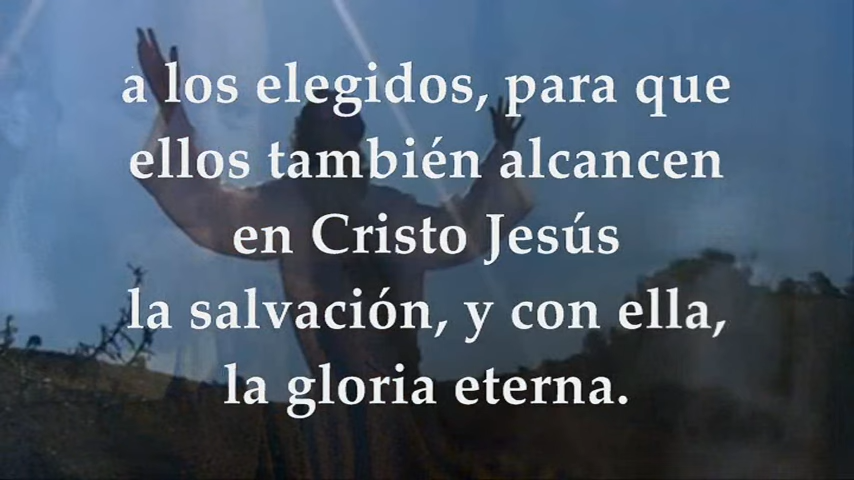 a los elegidos, para que
ellos también alcancen
en Cristo Jesús
la salvación, y con ella,
la gloria eterna.